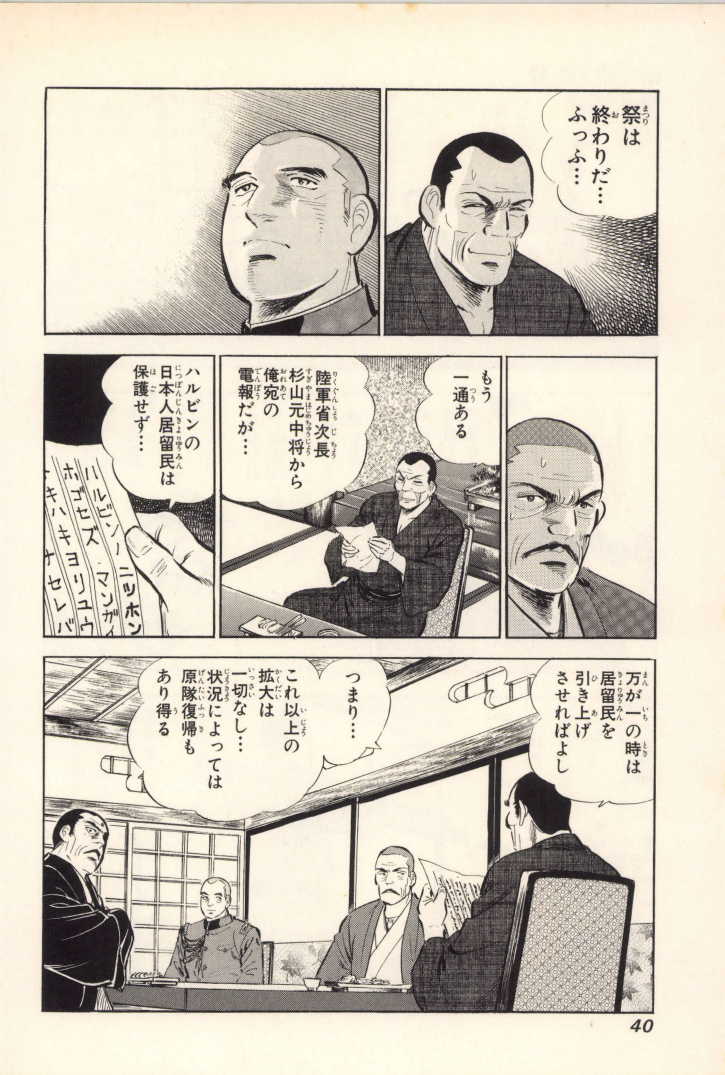 祭は
終わりだ…
ふっふ…
もう
一通ある
陸軍省次長
杉山元中将から
俺宛の
電報だが…
ハルビンの
日本人居留民は
保護せず…
ニッホン
ハルビンノ
マンガイ
ホゴセズ
キハキヨリュウ
ナセレバ
万が一の時は
居留民を
引き上げ
させればよし
つまり…
これ以上の
拡大は
一切なし…
状況によっては
原隊復帰も
あり得る
40